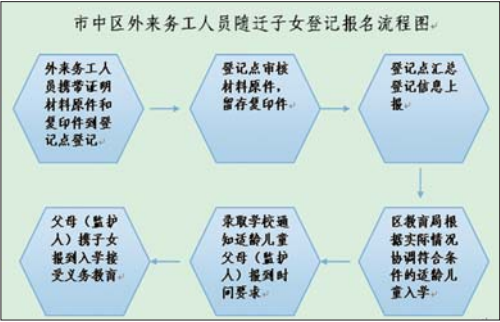 市中区外来务工人员随迁子女登记报名流程图
外来务工人
员携带证明
材料原件和
复印件到登
记点登记
登记点审核
材料原件，
留存复印件
登记点汇总
登记信息上
报
区教育局根
据实际情况
协调符合条
件的适龄儿
童入学
录取学校通
知适龄儿童
父母（监护
人）报到时
间要求
父母（监护
人）携子女
报到入学接
受义务教育